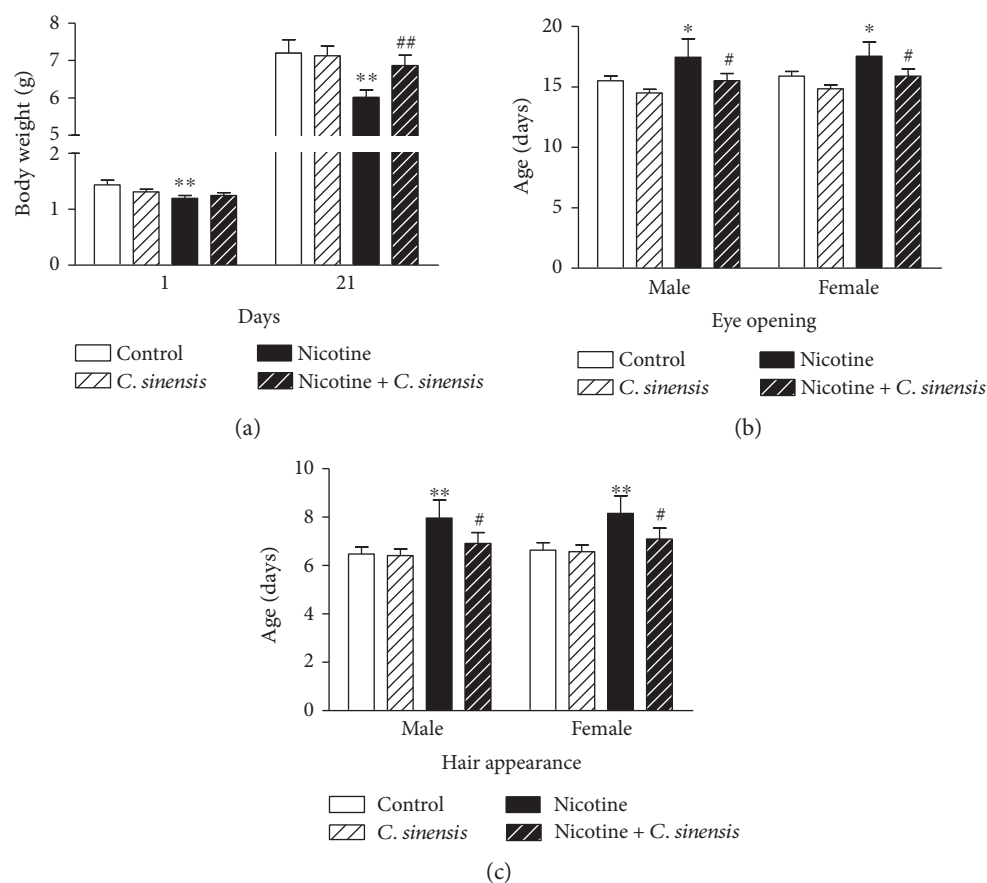 8
7
6
5
2
1
0
Body weight (g)
**
**
##
1
21
Days
Control
Nicotine
C. sinensis
Nicotine + C. sinensis
(a)
20
15
10
5
0
Age (days)
*
#
*
#
Male
Female
Eye opening
Control
Nicotine
C. sinensis
Nicotine + C. sinensis
(b)
10
8
6
4
2
0
Age (days)
**
#
**
#
Male
Female
Hair appearance
Control
Nicotine
C. sinensis
Nicotine + C. sinensis
(c)